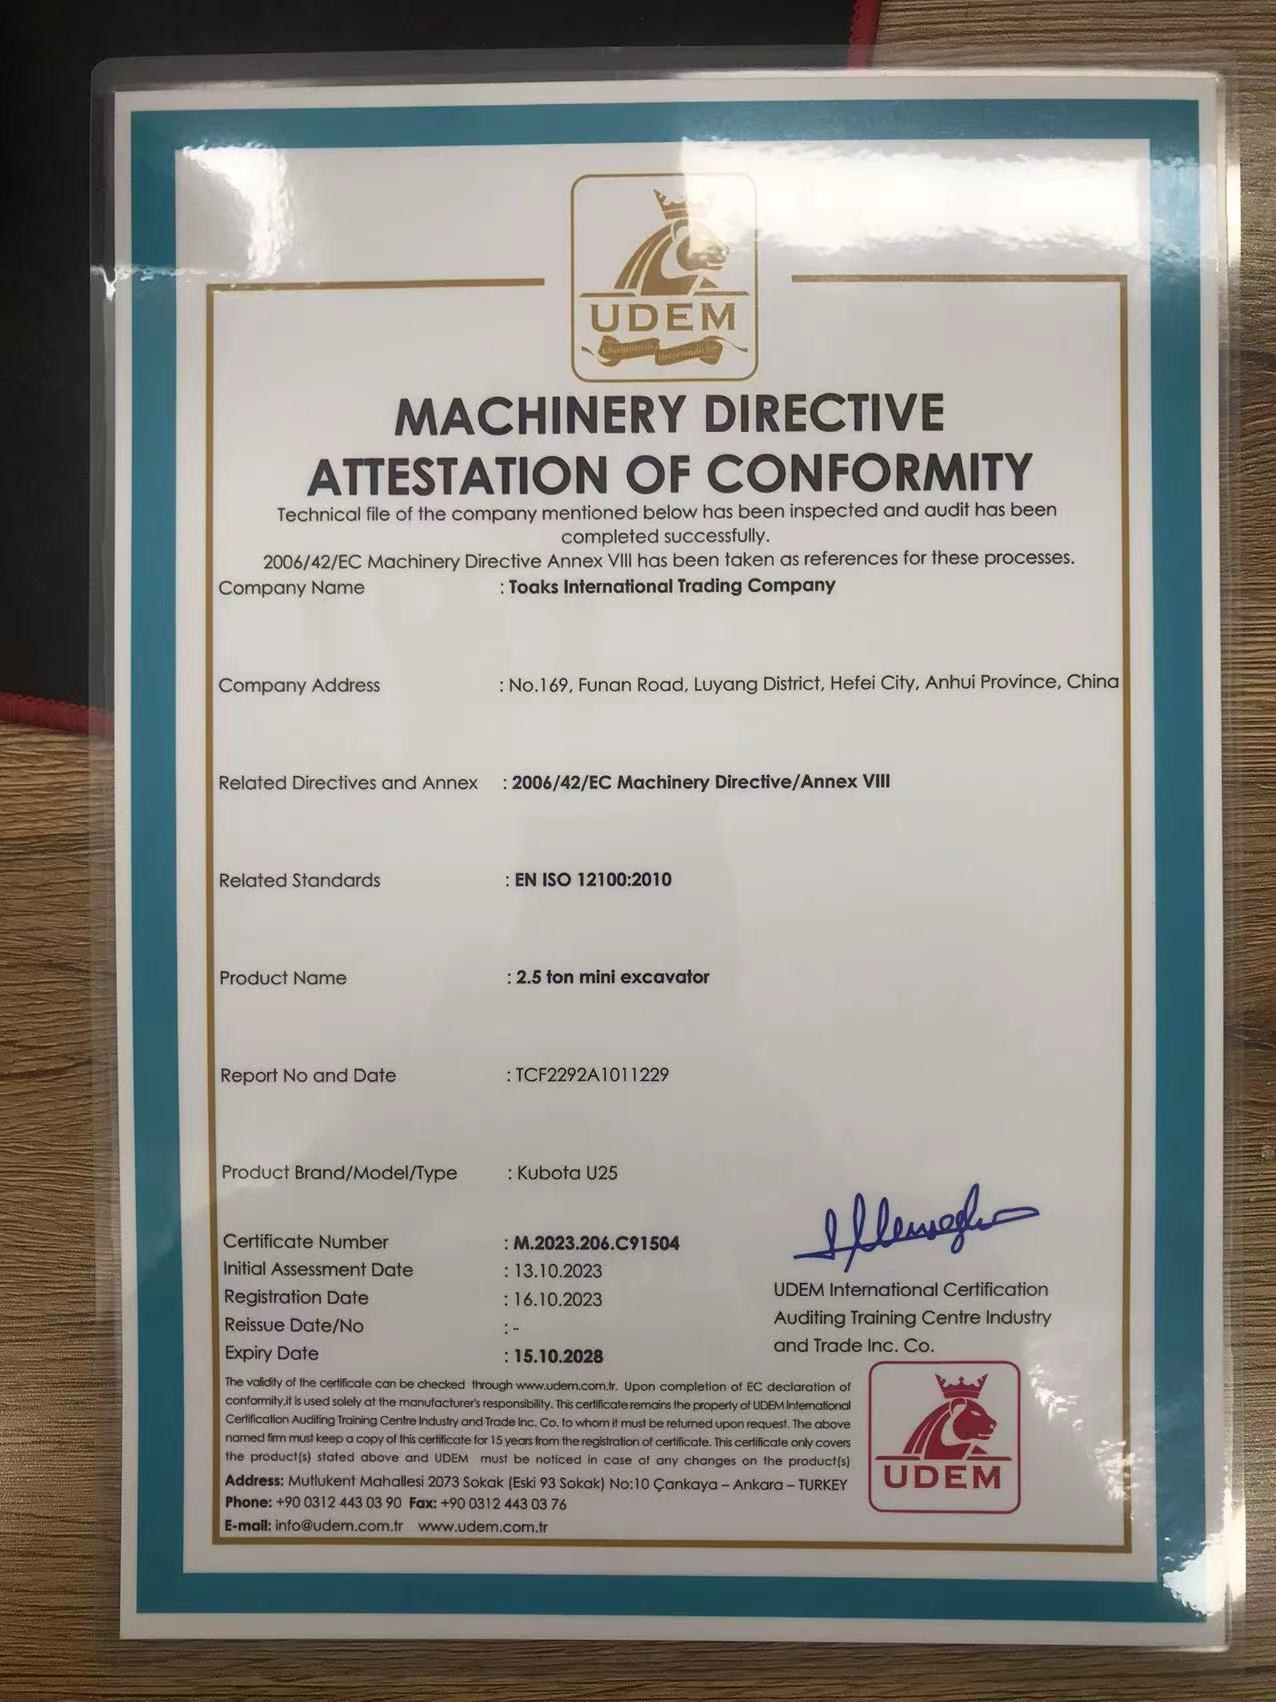 UDEM
MACHINERY DIRECTIVE
ATTESTATION OF CONFORMITY
Technical file of the company mentioned below has been inspected and audit has been
completed successfully.
2006/42/EC Machinery Directive Annex VIII has been taken as references for these processes.
Company Name : Toaks International Trading Company
Company Address : No.169, Funan Road, Luyang District, Hefei City, Anhui Province, China
Related Directives and Annex : 2006/42/EC Machinery Directive/Annex VIII
Related Standards : EN ISO 12100:2010
Product Name : 2.5 ton mini excavator
Report No and Date : TCF2292A1011229
Product Brand/Model/Type : Kubota U25
Certificate Number : M.2023.206.C91504
Initial Assessment Date : 13.10.2023
Registration Date : 16.10.2023
Reissue Date/No : -
Expiry Date : 15.10.2028
UDEM International Certification
Auditing Training Centre Industry
and Trade Inc. Co.
The validity of the certificate can be checked through www.udem.com.tr. Upon completion of EC declaration of
conformity,it is used solely at the manufacturer's responsibility. This certificate remains the property of UDEM International
Certification Auditing Training Centre Industry and Trade Inc. Co. to whom it must be returned upon request. The above
named firm must keep a copy of this certificate for 15 years from the registration of certificate. This certificate only covers
the product(s) stated above and UDEM must be noticed in case of any changes on the product(s)
Address: Mutlukent Mahallesi 2073 Sokak (Eski 93 Sokak) No:10 Çankaya – Ankara – TURKEY
Phone: +90 0312 443 03 90 Fax: +90 0312 443 03 76
E-mail: info@udem.com.tr www.udem.com.tr
UDEM